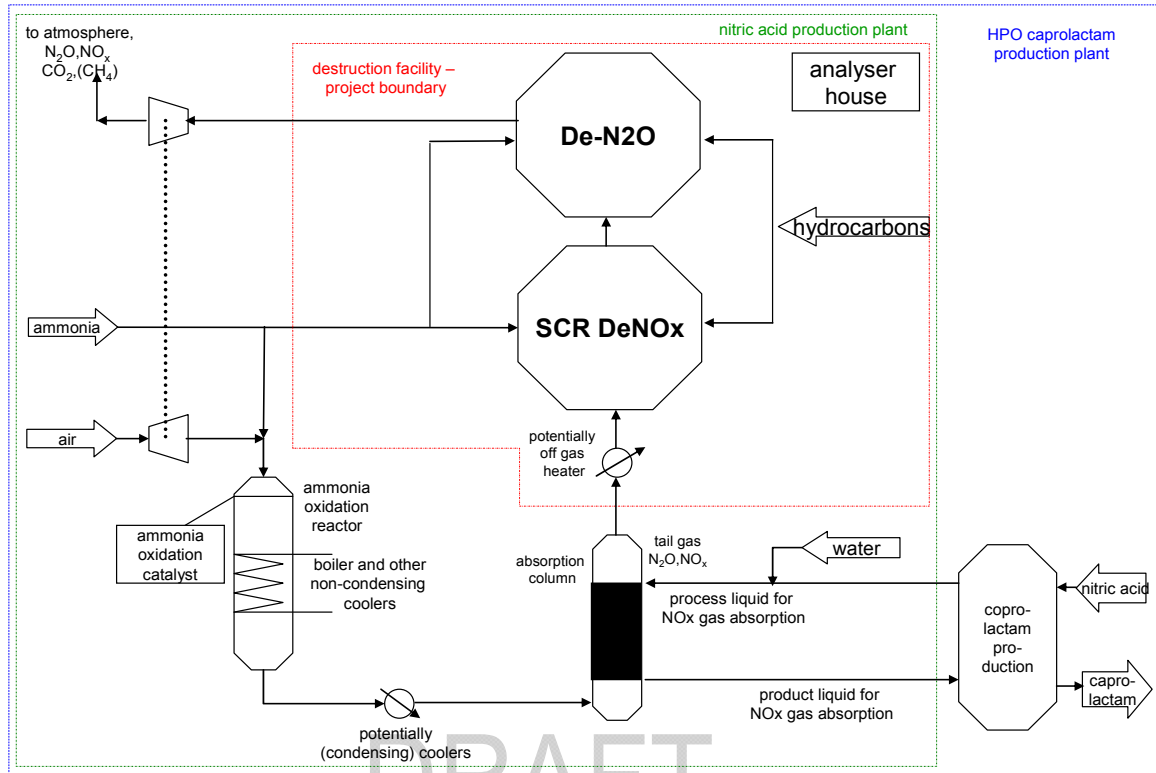 nitric acid production plant
HPO caprolactam
production plant
to atmosphere,
N₂O,NOₓ
CO₂,(CH₄)
destruction facility –
project boundary
analyser
house
De-N2O
hydrocarbons
SCR DeNOx
ammonia
air
potentially
off gas
heater
ammonia
oxidation
reactor
ammonia
oxidation
catalyst
boiler and other
non-condensing
coolers
absorption
column
tail gas
N₂O,NOₓ
water
process liquid for
NOx gas absorption
nitric acid
copro-
lactam
pro-
duction
product liquid for
NOx gas absorption
capro-
lactam
potentially
(condensing) coolers
DRAFT